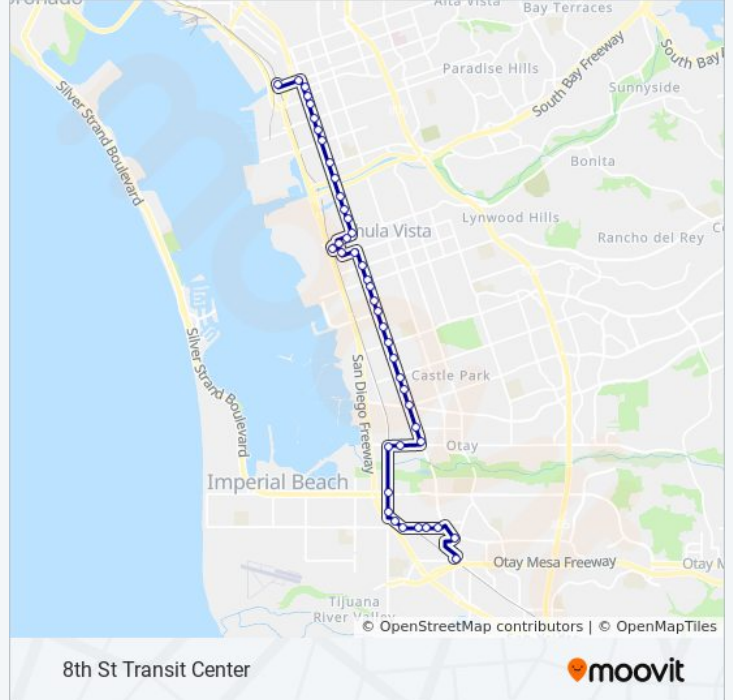 Alta Vista
Bay Terraces
Paradise Hills
South Bay Freeway
South Bay
Sunnyside
Silver Strand Boulevard
Bonita
Lynwood Hills
hula Vista
Rancho del Rey
Silver Strand Boulevard
San Diego Freeway
Castle Park
Otay
Imperial Beach
Otay Mesa Freeway
Otay
Tijuana
River Valley
© OpenStreetMap contributors | © OpenMapTiles
8th St Transit Center
moovit